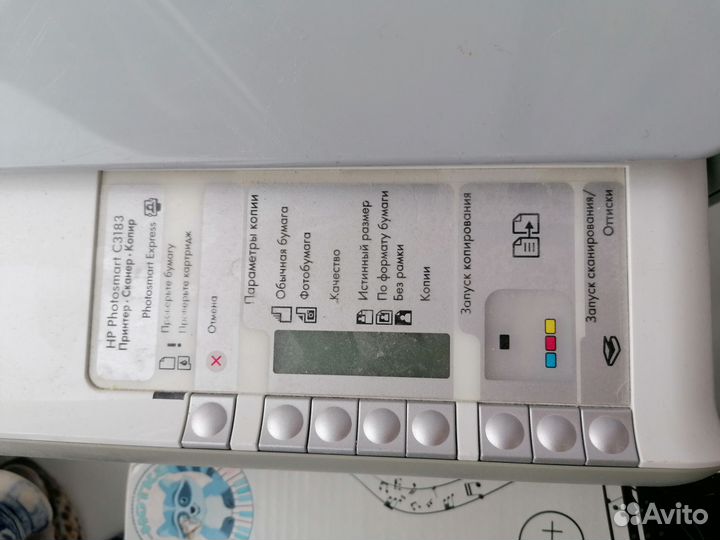 HP Photosmart C3183
Принтер · Сканер · Копир
Photosmart Express
Проверьте бумагу
Проверьте картридж
Отмена
Параметры копии
Обычная бумага
Фотобумага
Качество
Истинный размер
По формату бумаги
Без рамки
Копии
Запуск копирования
Запуск сканирования/
Оттиски
Avito